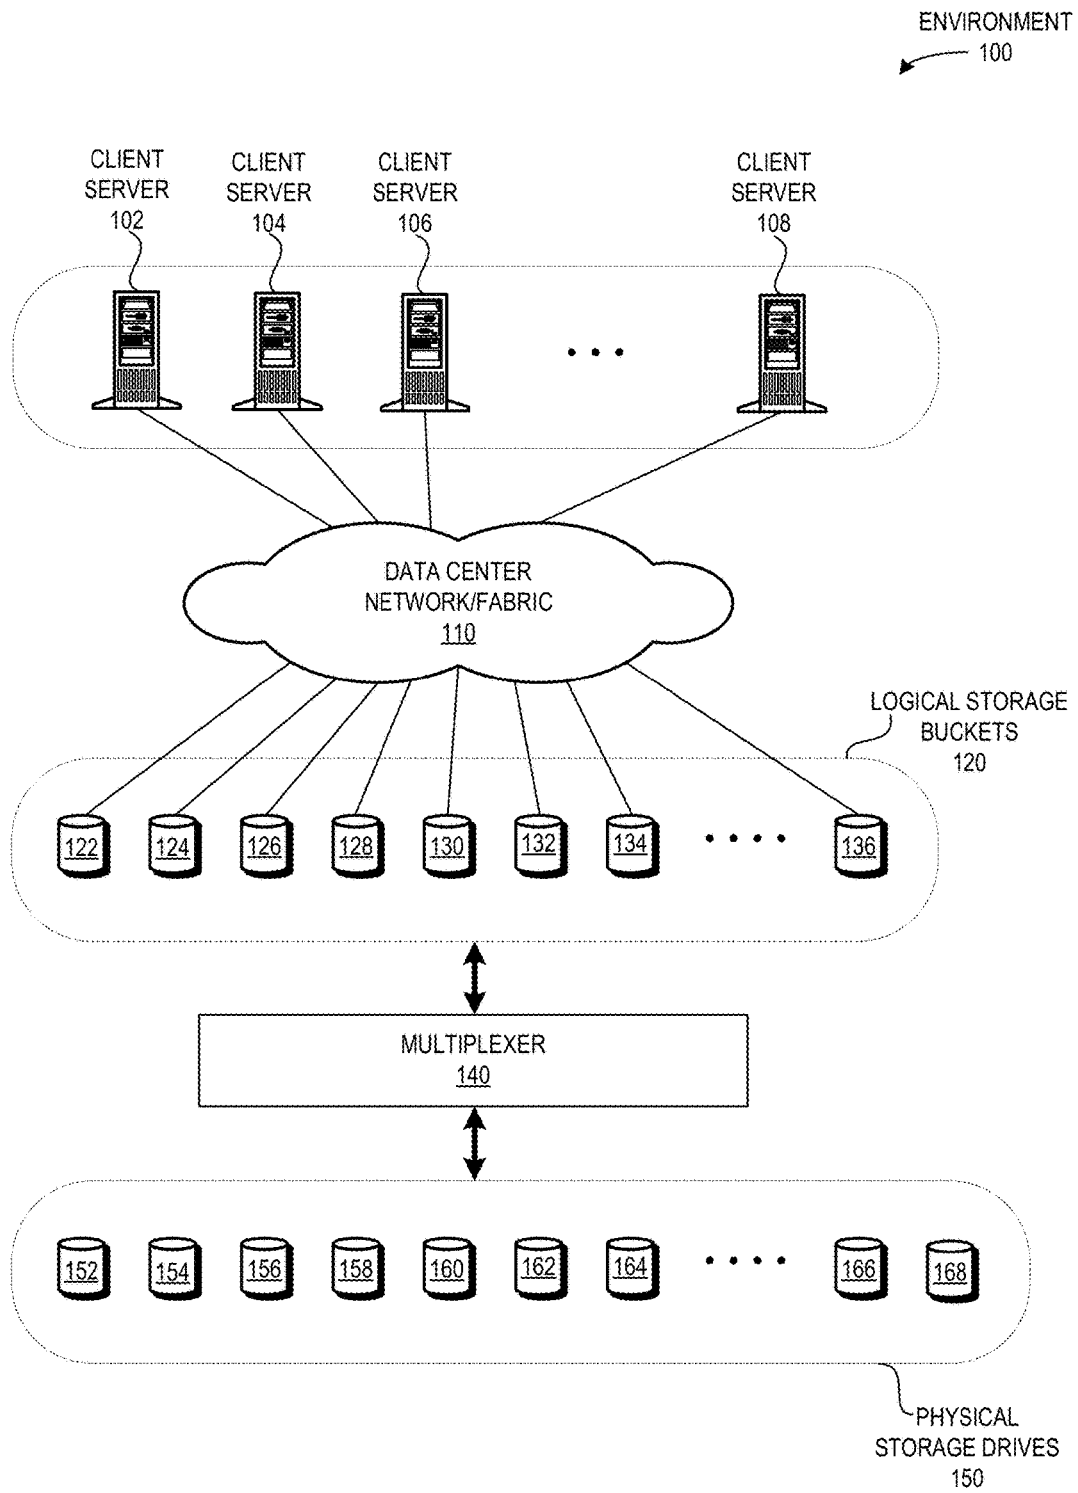 ENVIRONMENT
100
CLIENT
SERVER
102
CLIENT
SERVER
104
CLIENT
SERVER
106
CLIENT
SERVER
108
DATA CENTER
NETWORK/FABRIC
110
LOGICAL STORAGE
BUCKETS
120
122
124
126
128
130
132
134
136
MULTIPLEXER
140
152
154
156
158
160
162
164
166
168
PHYSICAL
STORAGE DRIVES
150